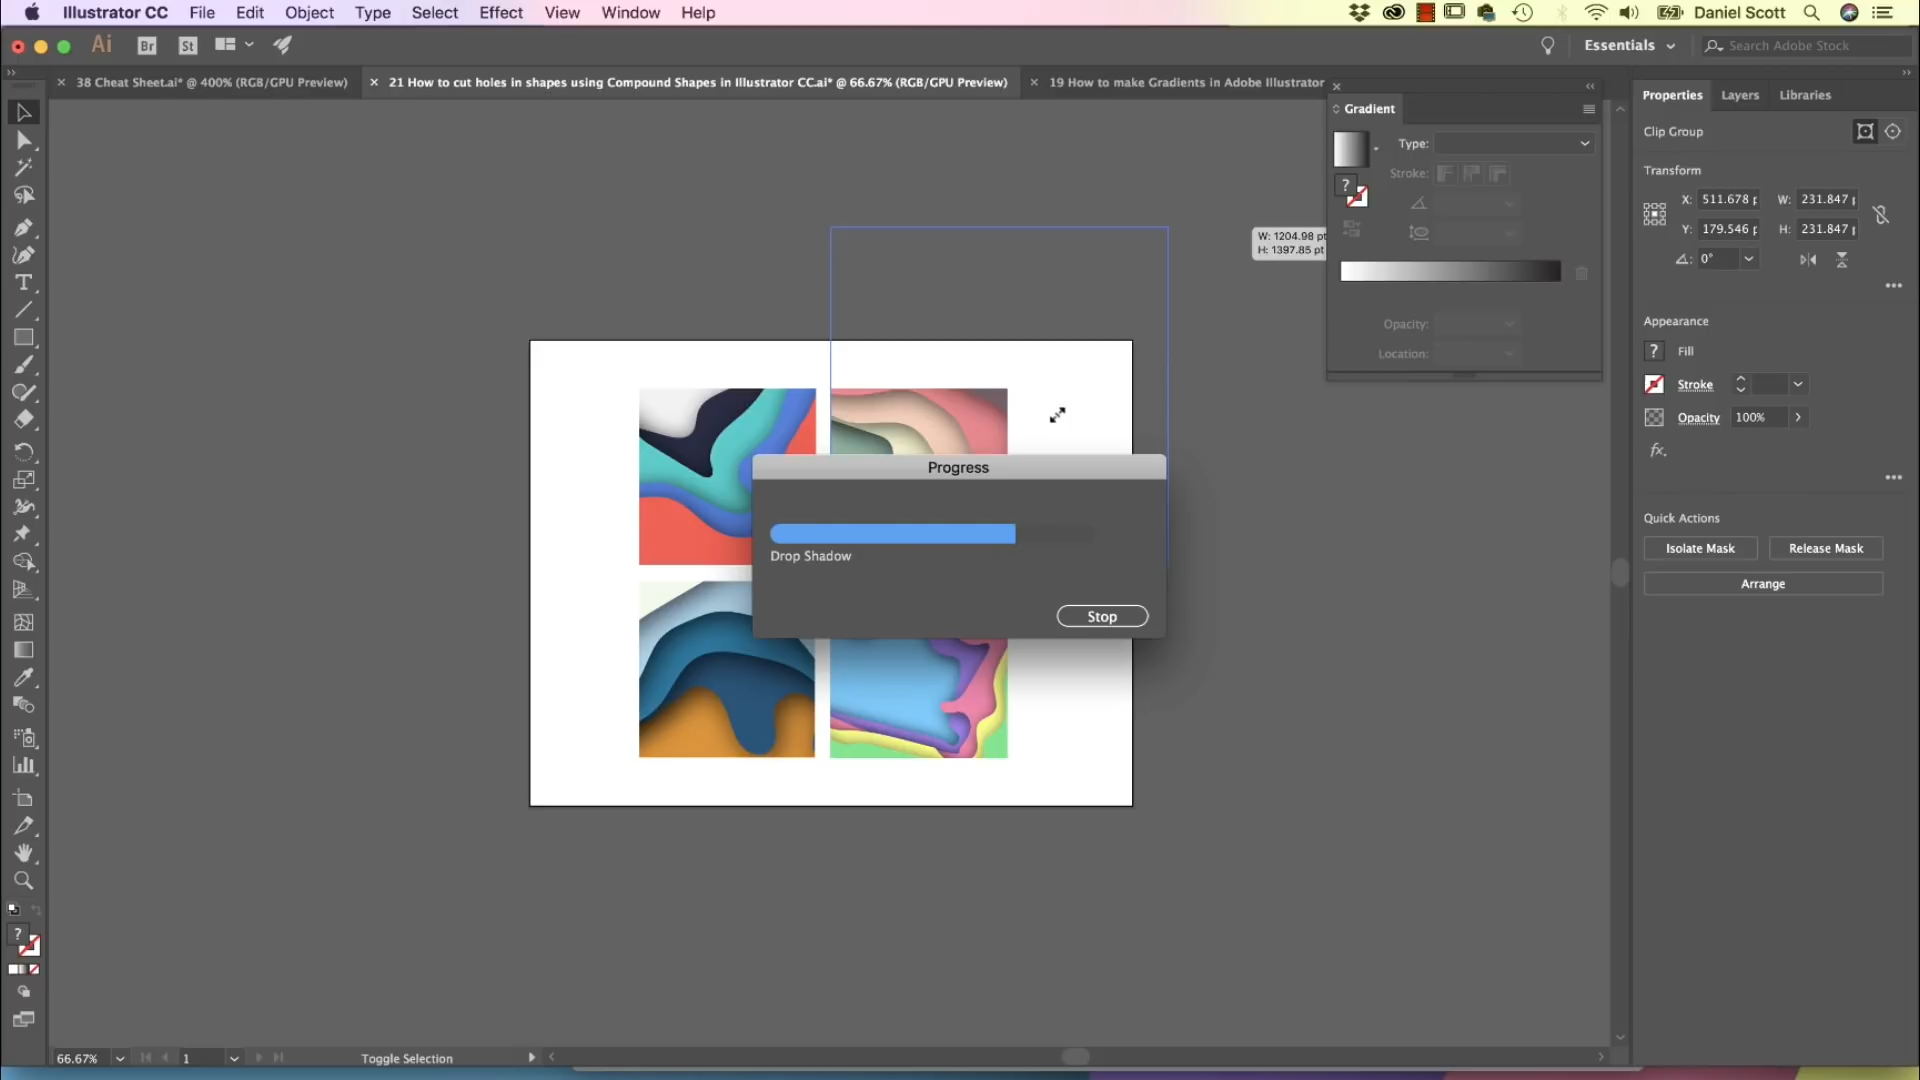 Illustrator CC File Edit Object Type Select Effect View Window Help Daniel Scott
Ai Br St Essentials Search Adobe Stock
38 Cheat Sheet.ai* @ 400% (RGB/GPU Preview) 21 How to cut holes in shapes using Compound Shapes in Illustrator CC.ai* @ 66.67% (RGB/GPU Preview) 19 How to make Gradients in Adobe Illustrator
Gradient
Type:
Stroke:
Opacity:
Location:
W: 1204.98 pt
H: 1397.85 pt
Properties Layers Libraries
Clip Group
Transform
X: 511.678 p W: 231.847 p
Y: 179.546 p H: 231.847 p
0°
Appearance
? Fill
Stroke
Opacity 100%
fx.
Quick Actions
Isolate Mask Release Mask
Arrange
Progress
Drop Shadow
Stop
66.67% 1 Toggle Selection